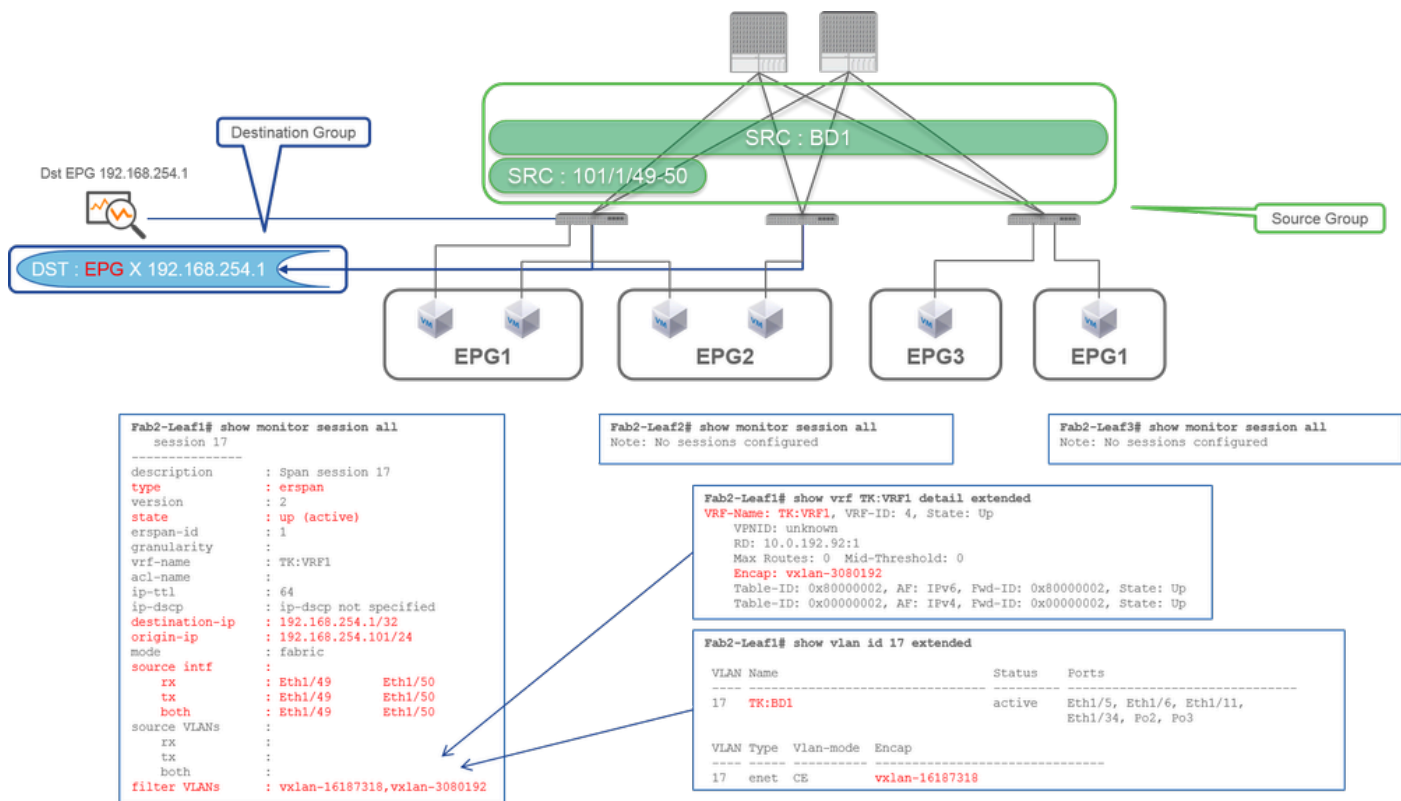 SRC : BD1
Destination Group
Dst EPG 192.168.254.1
SRC : 101/1/49-50
Source Group
DST : EPG X 192.168.254.1
VM
VM
VM
VM
VM
VM
EPG1
EPG2
EPG3
EPG1
Fab2-Leaf1# show monitor session all
session 17
---------------
description : Span session 17
type : erspan
version : 2
state : up (active)
erspan-id : 1
granularity :
vrf-name : TK:VRF1
acl-name :
ip-ttl : 64
ip-dscp : ip-dscp not specified
destination-ip : 192.168.254.1/32
origin-ip : 192.168.254.101/24
mode : fabric
source intf :
rx : Eth1/49 Eth1/50
tx : Eth1/49 Eth1/50
both : Eth1/49 Eth1/50
source VLANs :
rx :
tx :
both :
filter VLANs : vxlan-16187318,vxlan-3080192
Fab2-Leaf2# show monitor session all
Note: No sessions configured
Fab2-Leaf3# show monitor session all
Note: No sessions configured
Fab2-Leaf1# show vrf TK:VRF1 detail extended
VRF-Name: TK:VRF1, VRF-ID: 4, State: Up
VPNID: unknown
RD: 10.0.192.92:1
Max Routes: 0 Mid-Threshold: 0
Encap: vxlan-3080192
Table-ID: 0x80000002, AF: IPv6, Fwd-ID: 0x80000002, State: Up
Table-ID: 0x00000002, AF: IPv4, Fwd-ID: 0x00000002, State: Up
Fab2-Leaf1# show vlan id 17 extended
VLAN Name Status Ports
---- -------------------------------- --------- -------------------------------
17 TK:BD1 active Eth1/5, Eth1/6, Eth1/11,
Eth1/34, Po2, Po3
VLAN Type Vlan-mode Encap
---- ----- ---------- -------------------------------
17 enet CE vxlan-16187318